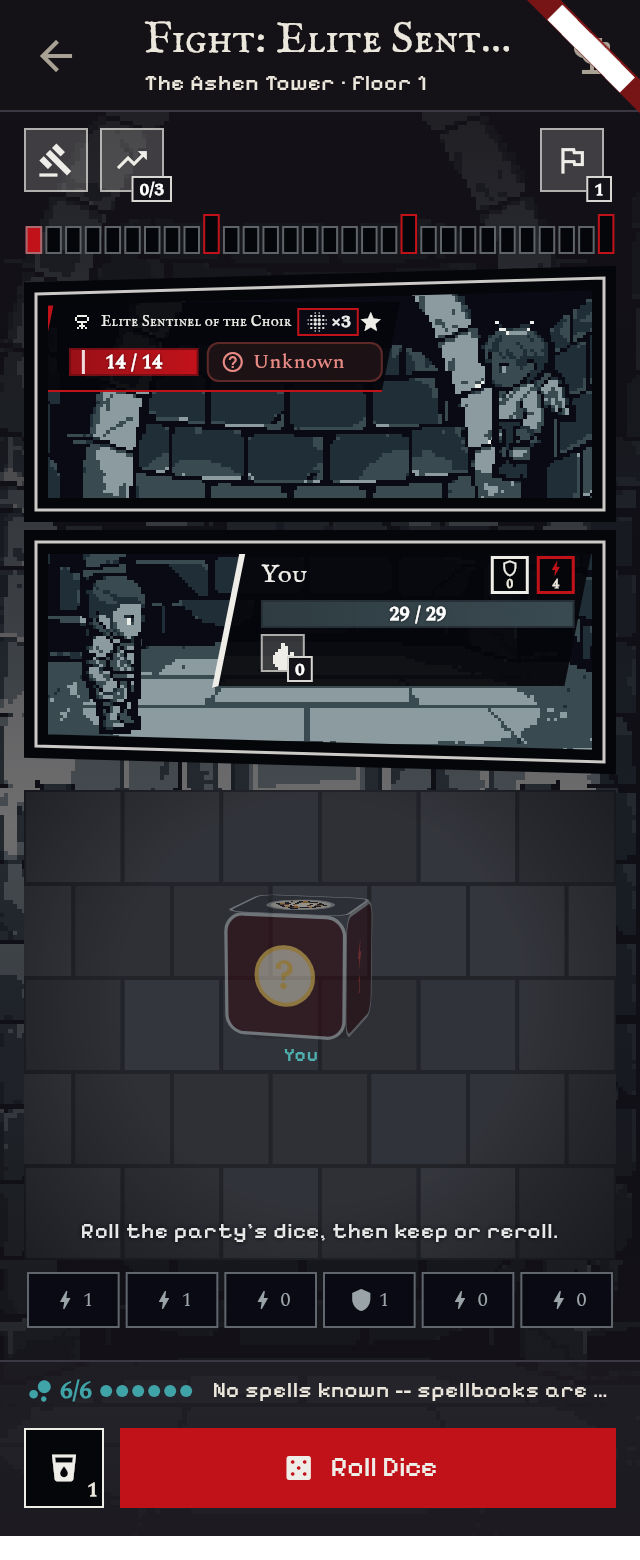 Fight: Elite Sent...
The Ashen Tower · Floor 1
0/3
1
Elite Sentinel of the Choir ×3
14 / 14
? Unknown
You
0
4
29 / 29
0
?
You
Roll the party's dice, then keep or reroll.
1 1 0 1 0 0
6/6 No spells known -- spellbooks are ...
1
Roll Dice